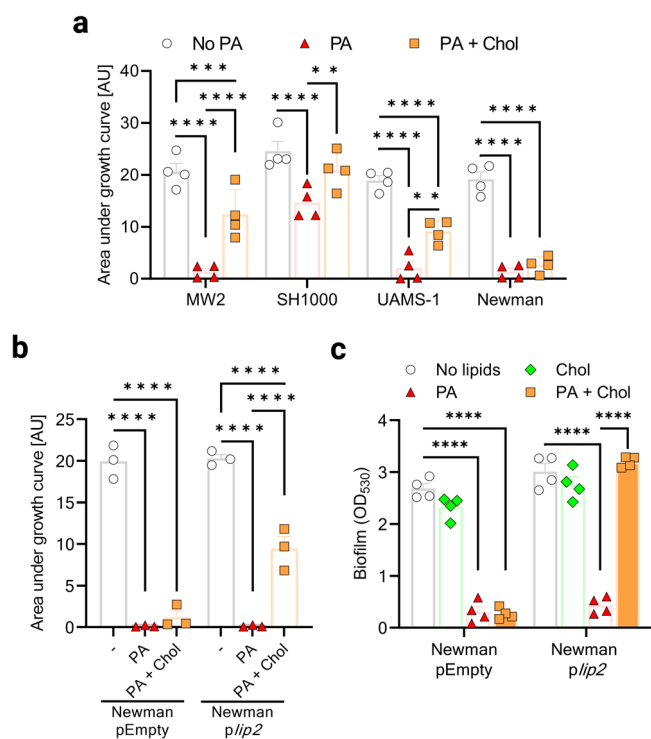 a
No PA
PA
PA + Chol
Area under growth curve [AU]
40
30
20
10
0
* * *
* * * *
* * * *
* *
* * * *
* * * *
* * * *
* *
* * * *
* * * *
MW2
SH1000
UAMS-1
Newman
b
Area under growth curve [AU]
25
20
15
10
5
0
* * * *
* * * *
* * * *
* * * *
* * * *
-
PA
PA + Chol
-
PA
PA + Chol
Newman
pEmpty
Newman
plip2
c
No lipids
Chol
PA
PA + Chol
Biofilm (OD530)
4
3
2
1
0
****
****
****
****
Newman
pEmpty
Newman
plip2